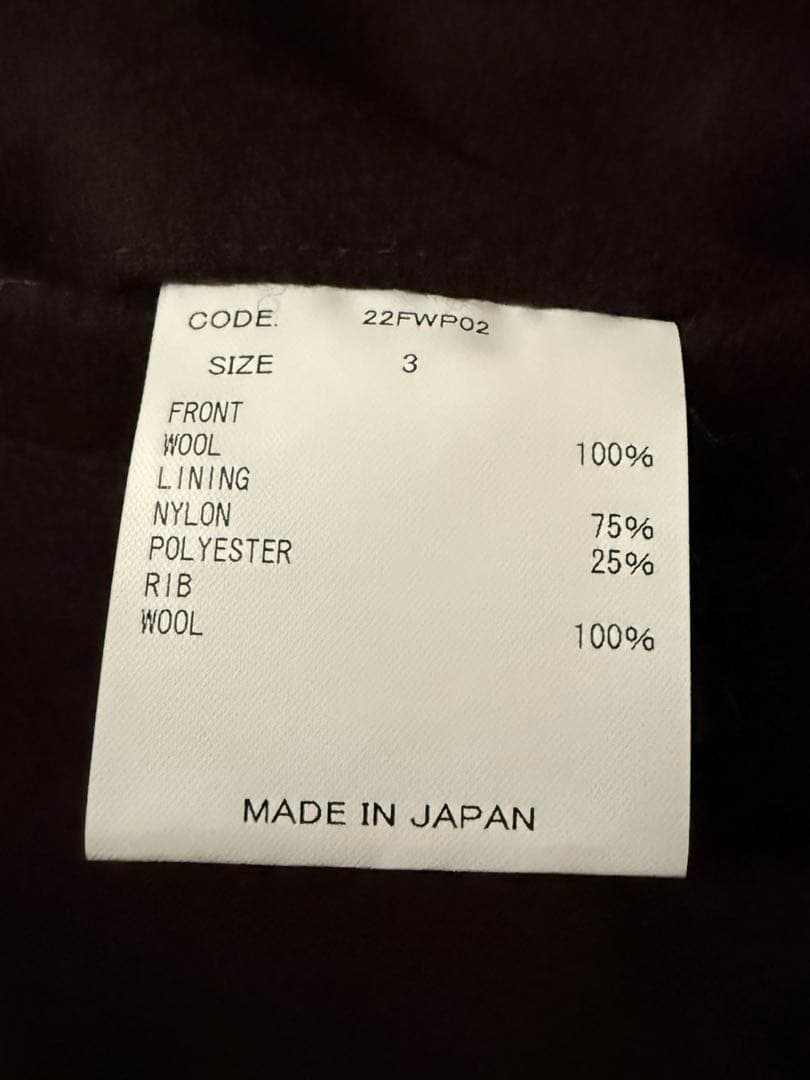 CODE. 22FWP02
SIZE 3
FRONT
WOOL 100%
LINING
NYLON 75%
POLYESTER 25%
RIB
WOOL 100%
MADE IN JAPAN